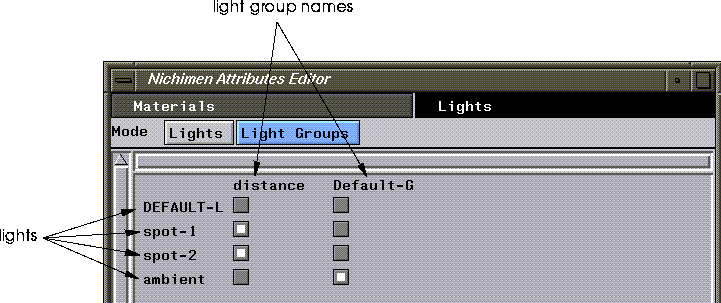 light group names
Nichimen Attributes Editor
Materials Lights
Mode Lights Light Groups
distance Default-G
DEFAULT-L
spot-1
lights
spot-2
ambient